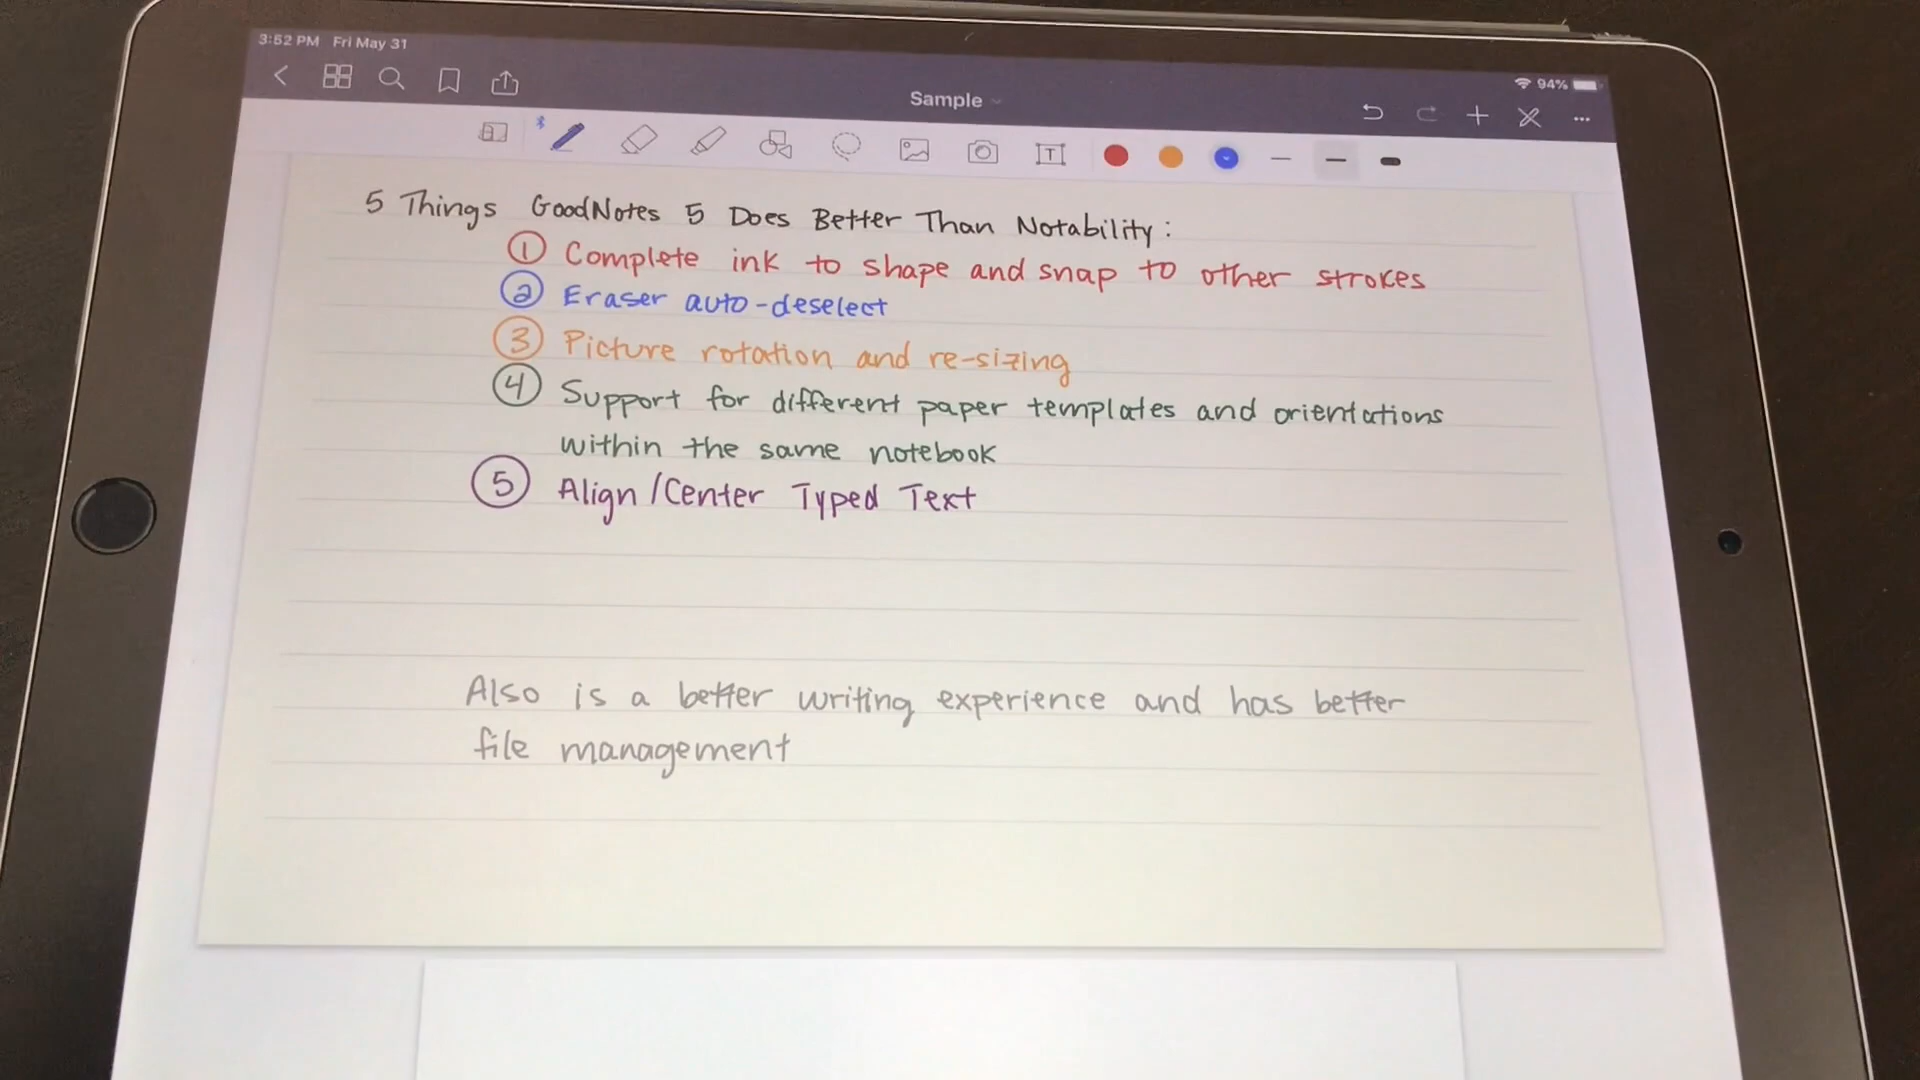 3:52 PM Fri May 31
94%
Sample
T
5 Things GoodNotes 5 Does Better Than Notability:
① Complete ink to shape and snap to other strokes
② Eraser auto-deselect
③ Picture rotation and re-sizing
④ Support for different paper templates and orientations
within the same notebook
⑤ Align/Center Typed Text
Also is a better writing experience and has better
file management